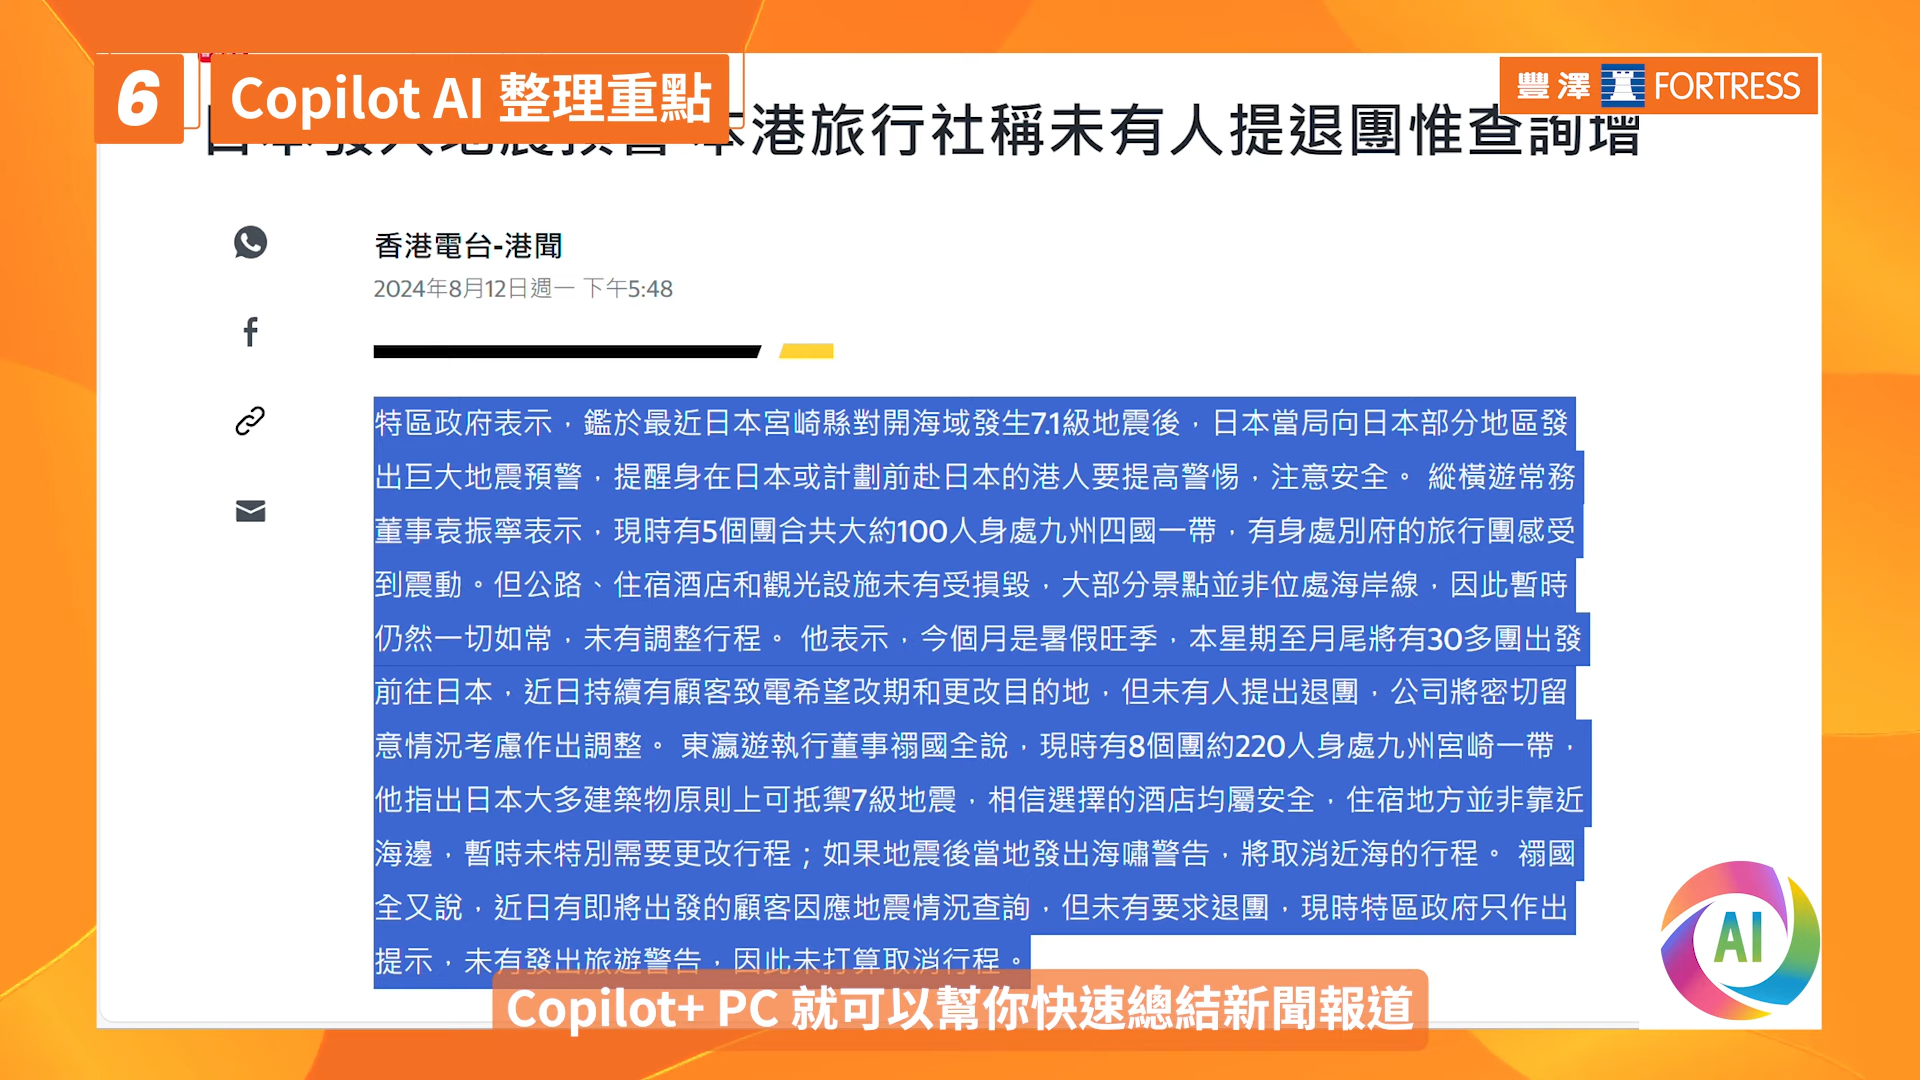 6
Copilot AI 整理重點
豐澤 FORTRESS
本港旅行社稱未有人提退團惟查詢增
香港電台-港聞
2024年8月12日週一 下午5:48
特區政府表示，鑑於最近日本宮崎縣對開海域發生7.1級地震後，日本當局向日本部分地區發
出巨大地震預警，提醒身在日本或計劃前赴日本的港人要提高警惕，注意安全。 縱橫遊常務
董事袁振寧表示，現時有5個團合共大約100人身處九州四國一帶，有身處別府的旅行團感受
到震動。但公路、住宿酒店和觀光設施未有受損毀，大部分景點並非位處海岸線，因此暫時
仍然一切如常，未有調整行程。 他表示，今個月是暑假旺季，本星期至月尾將有30多團出發
前往日本，近日持續有顧客致電希望改期和更改目的地，但未有人提出退團，公司將密切留
意情況考慮作出調整。 東瀛遊執行董事禤國全說，現時有8個團約220人身處九州宮崎一帶，
他指出日本大多建築物原則上可抵禦7級地震，相信選擇的酒店均屬安全，住宿地方並非靠近
海邊，暫時未特別需要更改行程；如果地震後當地發出海嘯警告，將取消近海的行程。 禤國
全又說，近日有即將出發的顧客因應地震情況查詢，但未有要求退團，現時特區政府只作出
提示，未有發出旅遊警告，因此未打算取消行程。
AI
Copilot+ PC 就可以幫你快速總結新聞報道